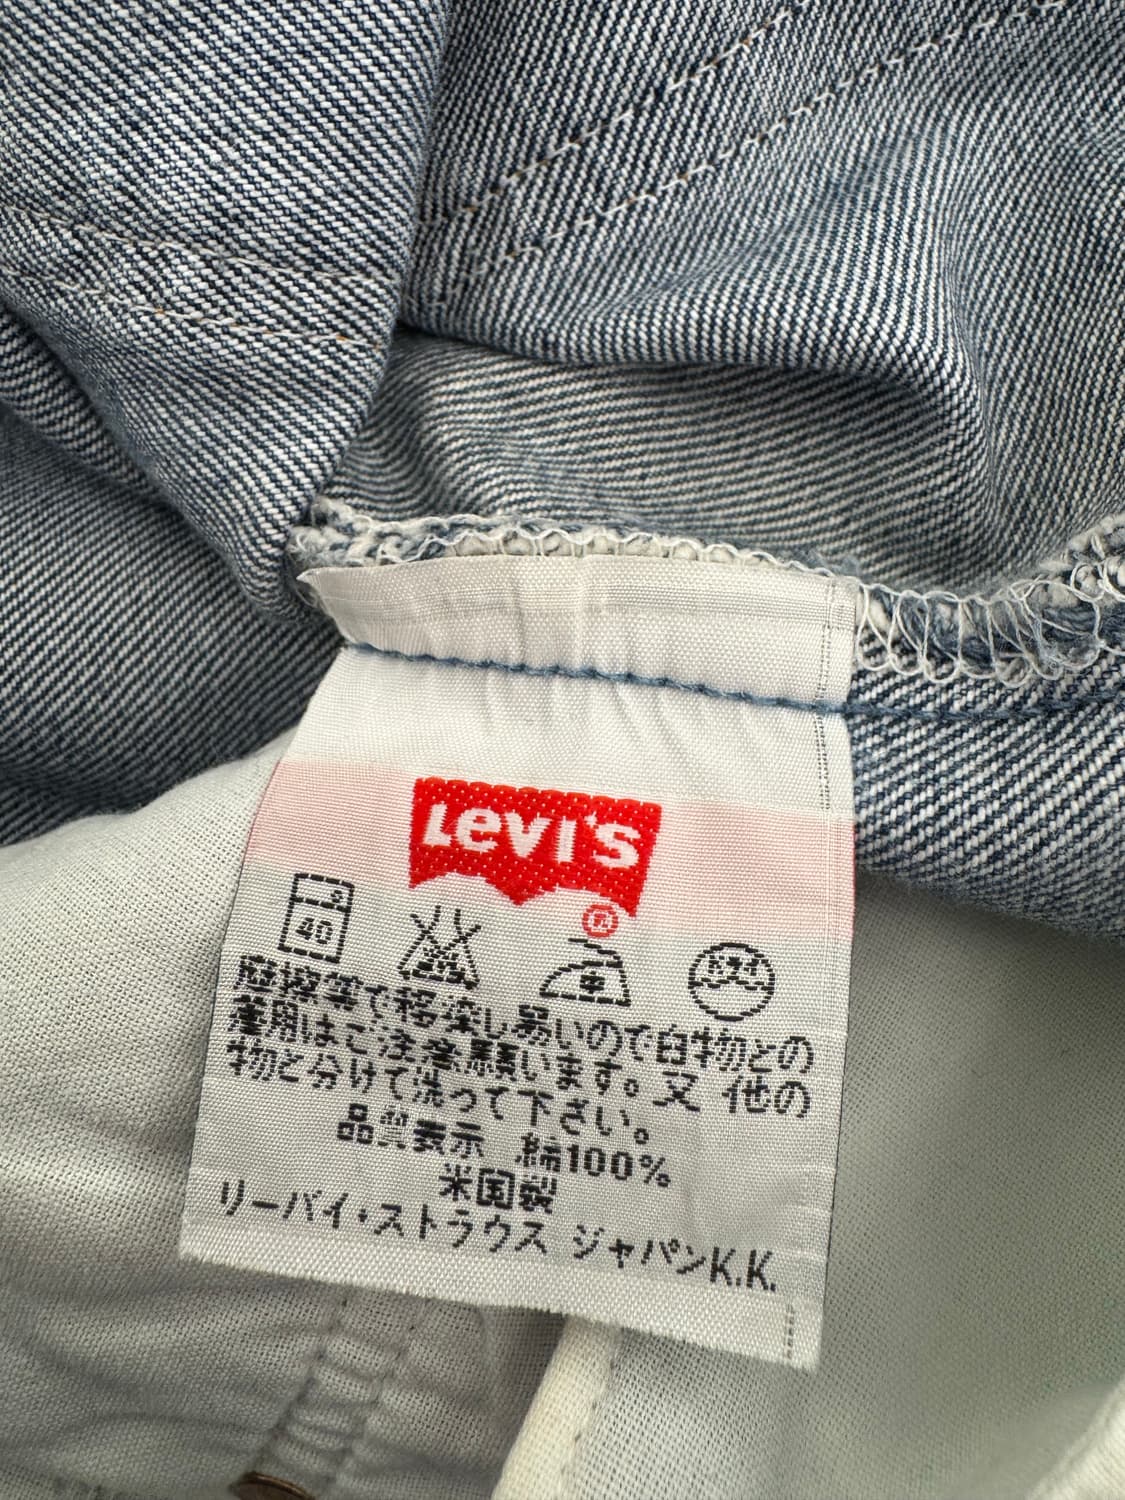 Levi's
®
40
摩擦等で移染し易いので白物との
着用はご注意願います。又 他の
物と分けて洗って下さい。
品質表示 綿100%
米国製
リーバイ・ストラウス ジャパンK.K.